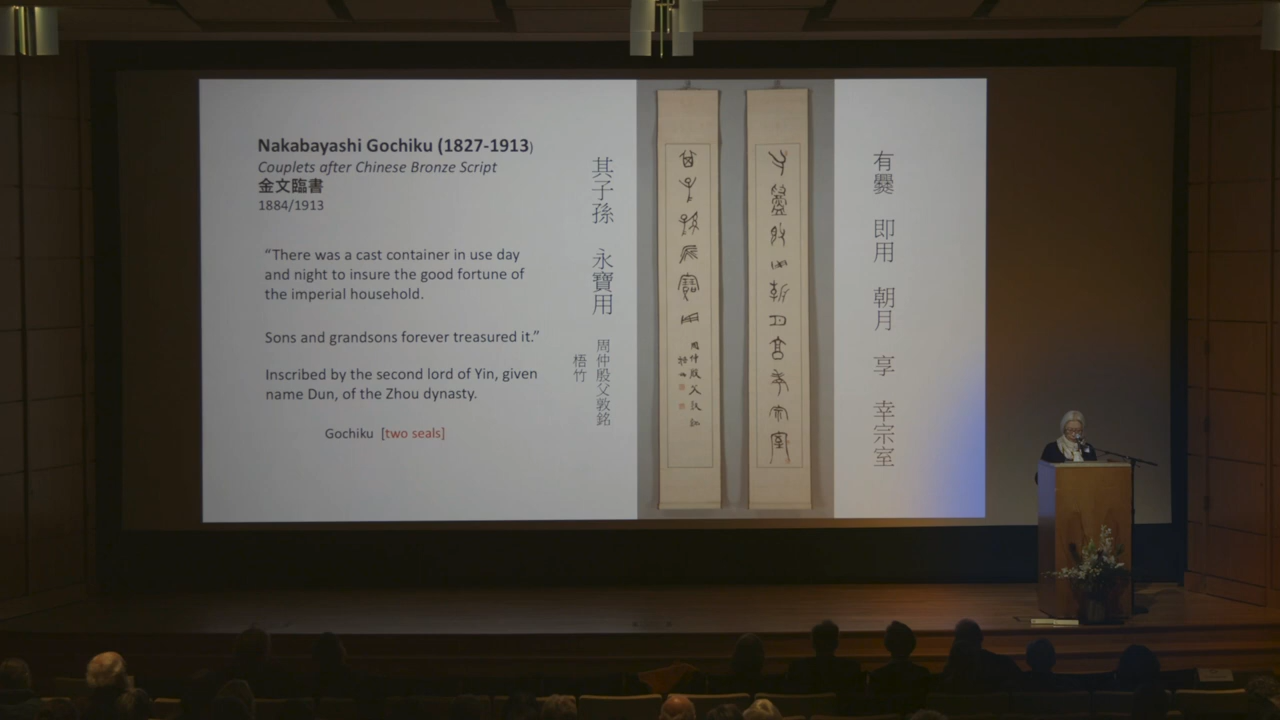 Nakabayashi Gochiku (1827-1913)
Couplets after Chinese Bronze Script
金文臨書
1884/1913
“There was a cast container in use day
and night to insure the good fortune of
the imperial household.
Sons and grandsons forever treasured it.”
Inscribed by the second lord of Yin, given
name Dun, of the Zhou dynasty.
Gochiku [two seals]
有爨 即用 朝月 享 幸宗室
其子孫 永寶用
周仲殷父敦銘
梧竹